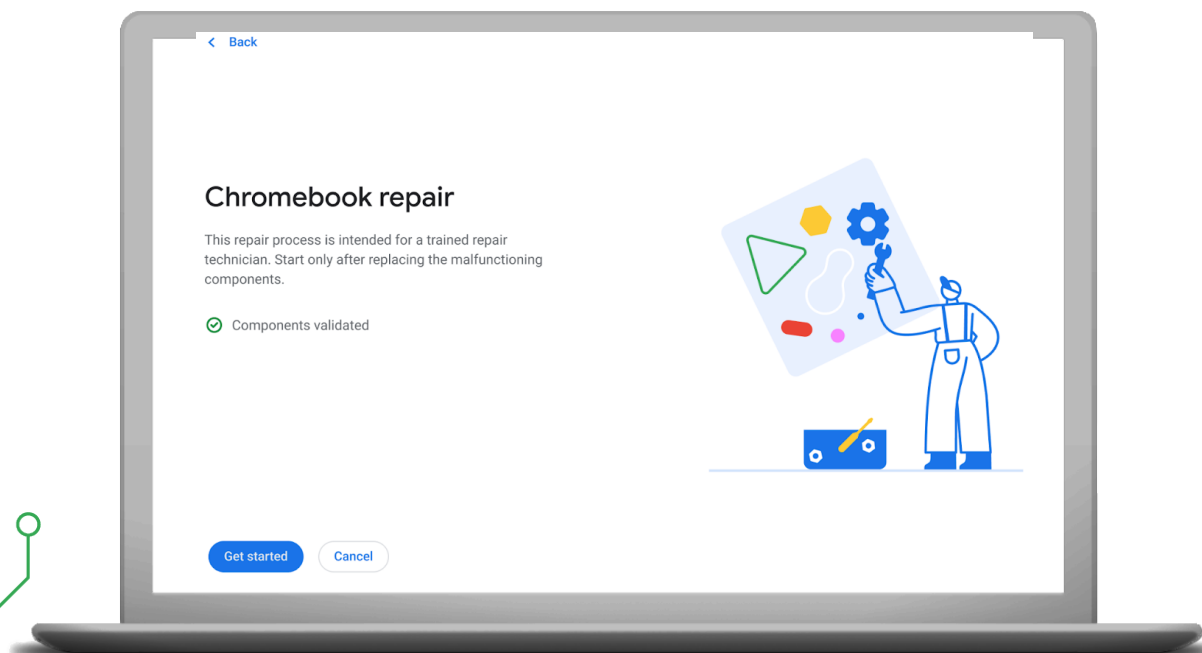 Back
Chromebook repair
This repair process is intended for a trained repair
technician. Start only after replacing the malfunctioning
components.
Components validated
Get started
Cancel